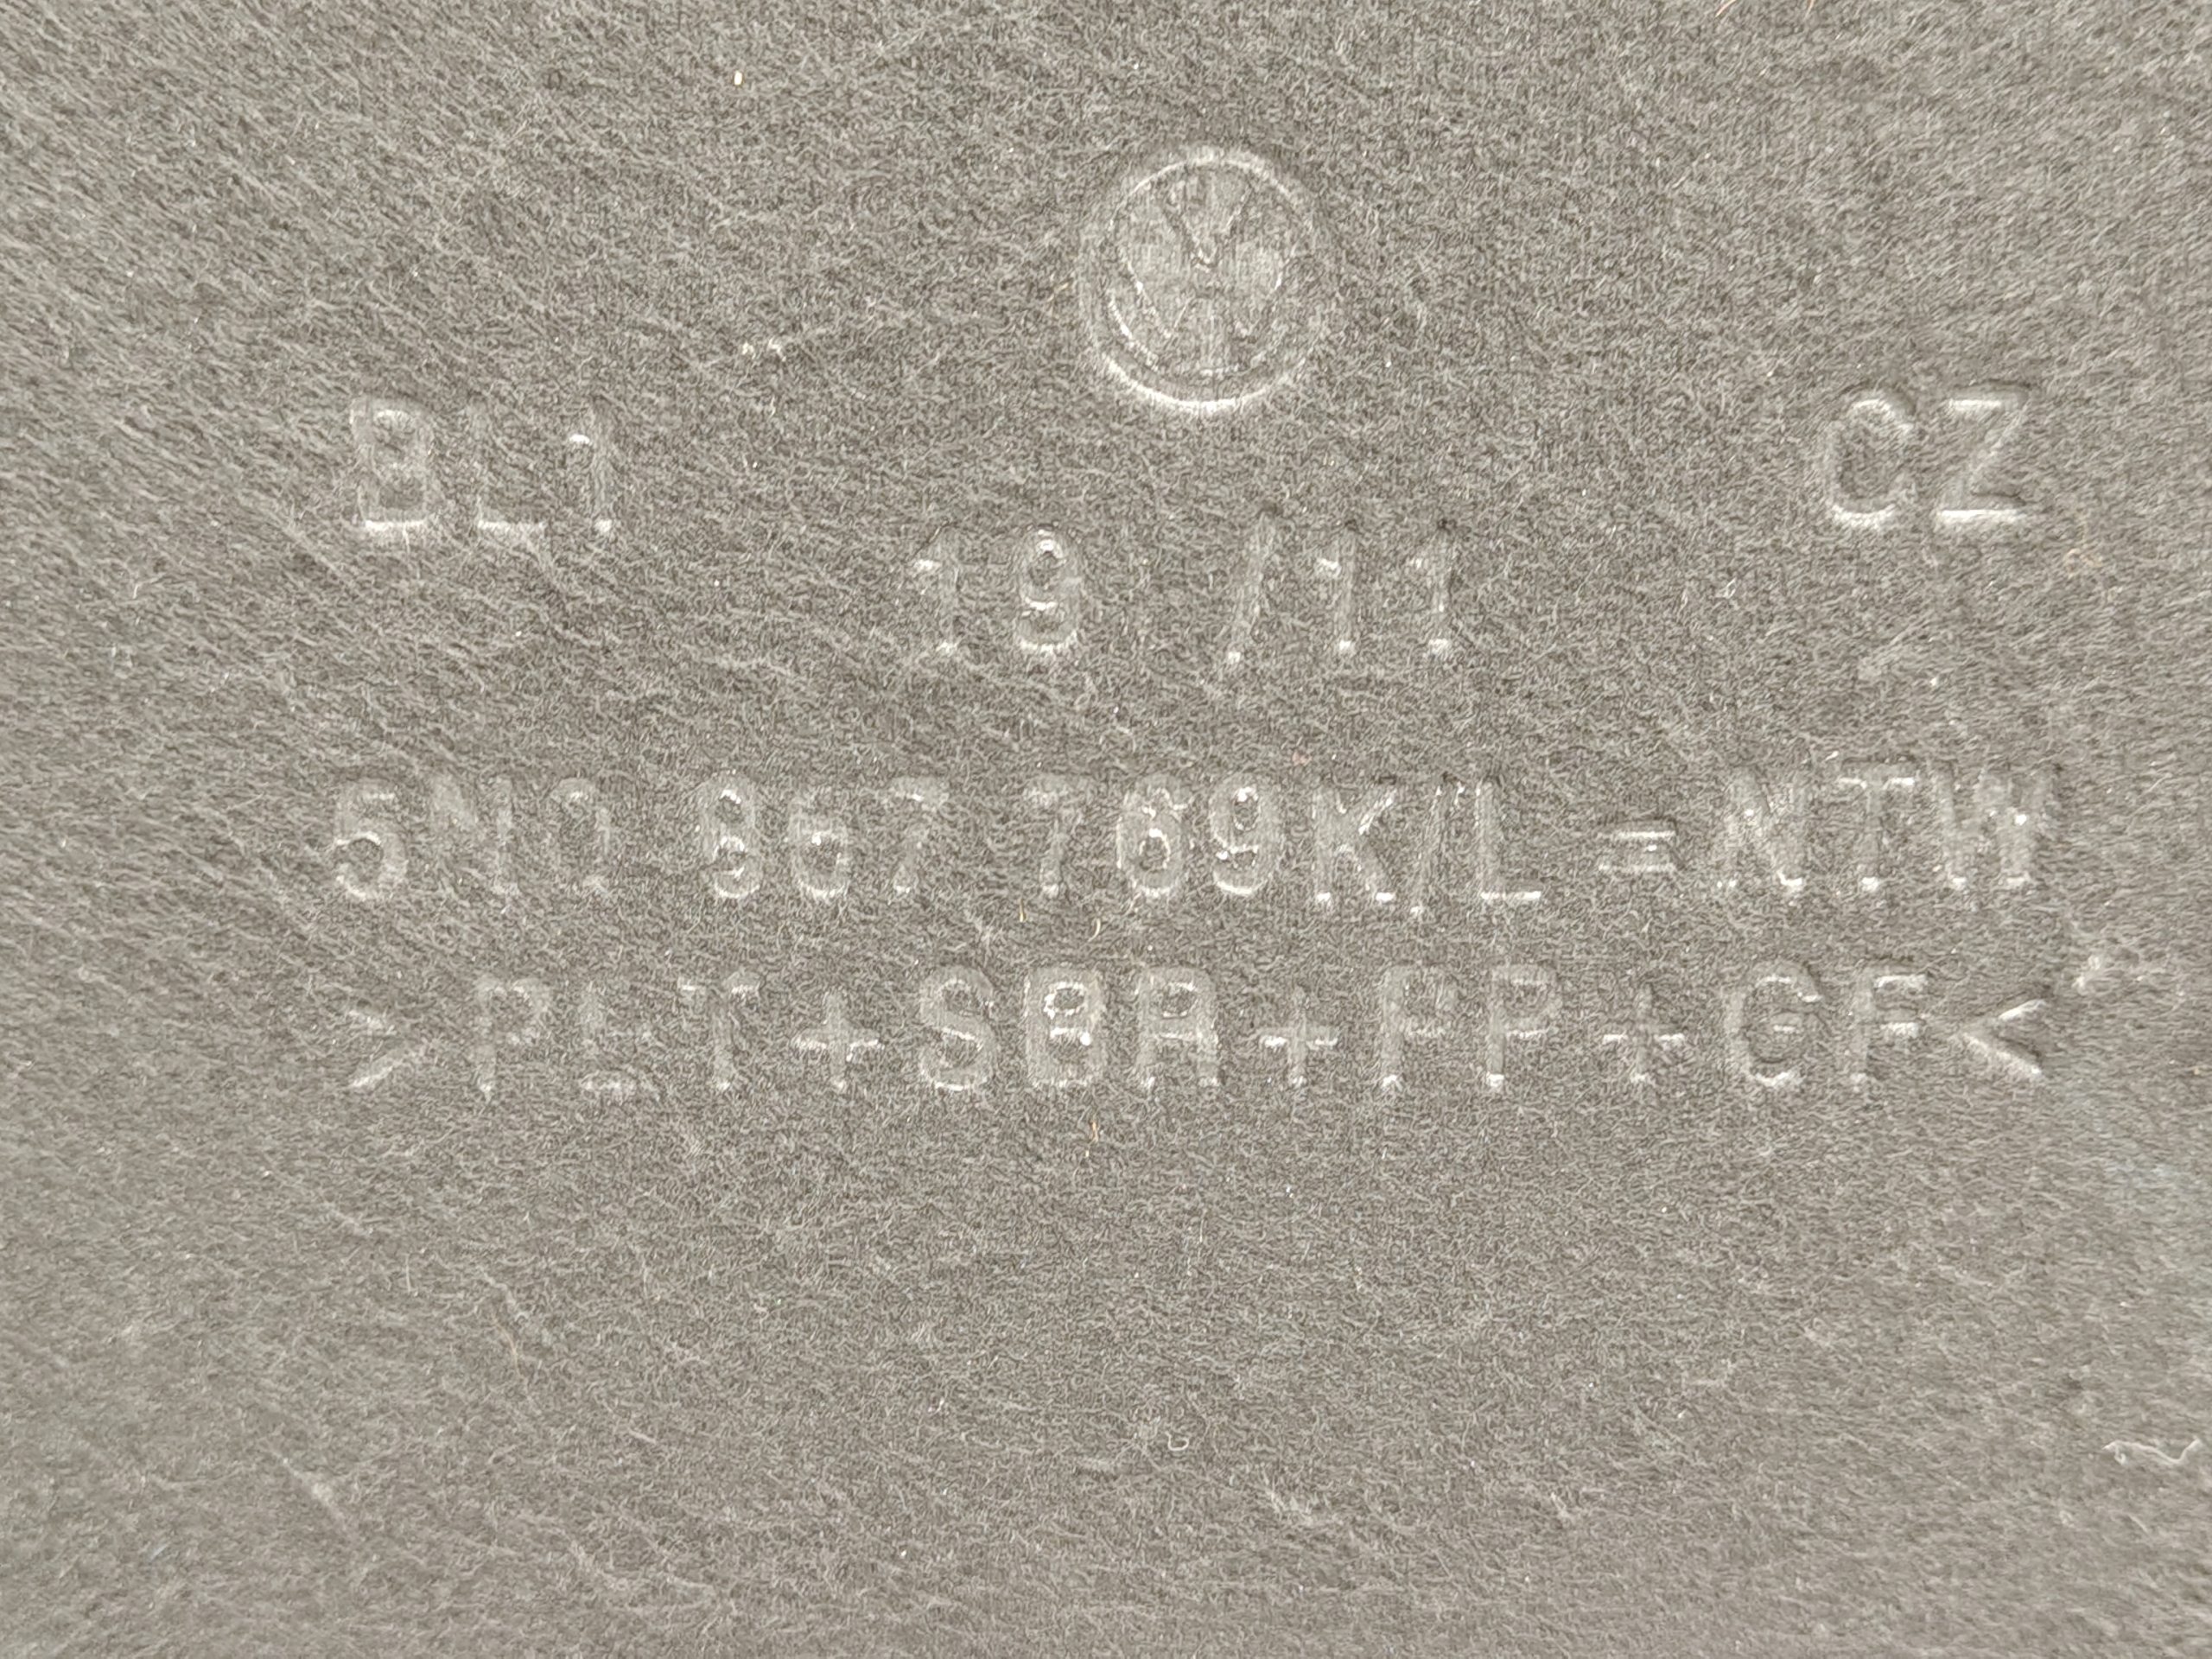 BL1 CZ
19 /11
5N0 867 769K/L =NTW
>PET+SBR+PP+GF<